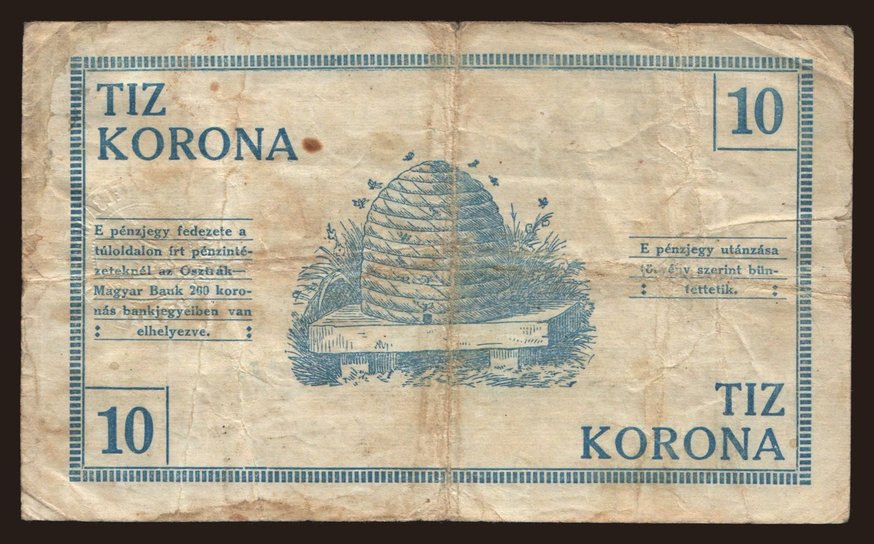 TIZ
KORONA
10
E pénzjegy fedezete a
túloldalon írt pénzinté-
zeteknél az Osztrák—
Magyar Bank 200 koro-
nás bankjegyeiben van
elhelyezve.
E pénzjegy utánzása
törvény szerint bün-
tettetik.
10
TIZ
KORONA